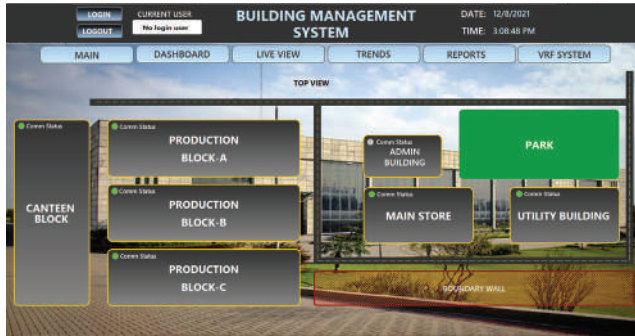 LOGIN
CURRENT USER
BUILDING MANAGEMENT
SYSTEM
DATE: 12/8/2021
LOGOUT
No login user
TIME: 3:08:48 PM
MAIN
DASHBOARD
LIVE VIEW
TRENDS
REPORTS
VRF SYSTEM
TOP VIEW
Comm Status
CANTEEN
BLOCK
Comm Status
PRODUCTION
BLOCK-A
Comm Status
PRODUCTION
BLOCK-B
Comm Status
PRODUCTION
BLOCK-C
Comm Status
ADMIN
BUILDING
PARK
Comm Status
MAIN STORE
Comm Status
UTILITY BUILDING
BOUNDARY WALL